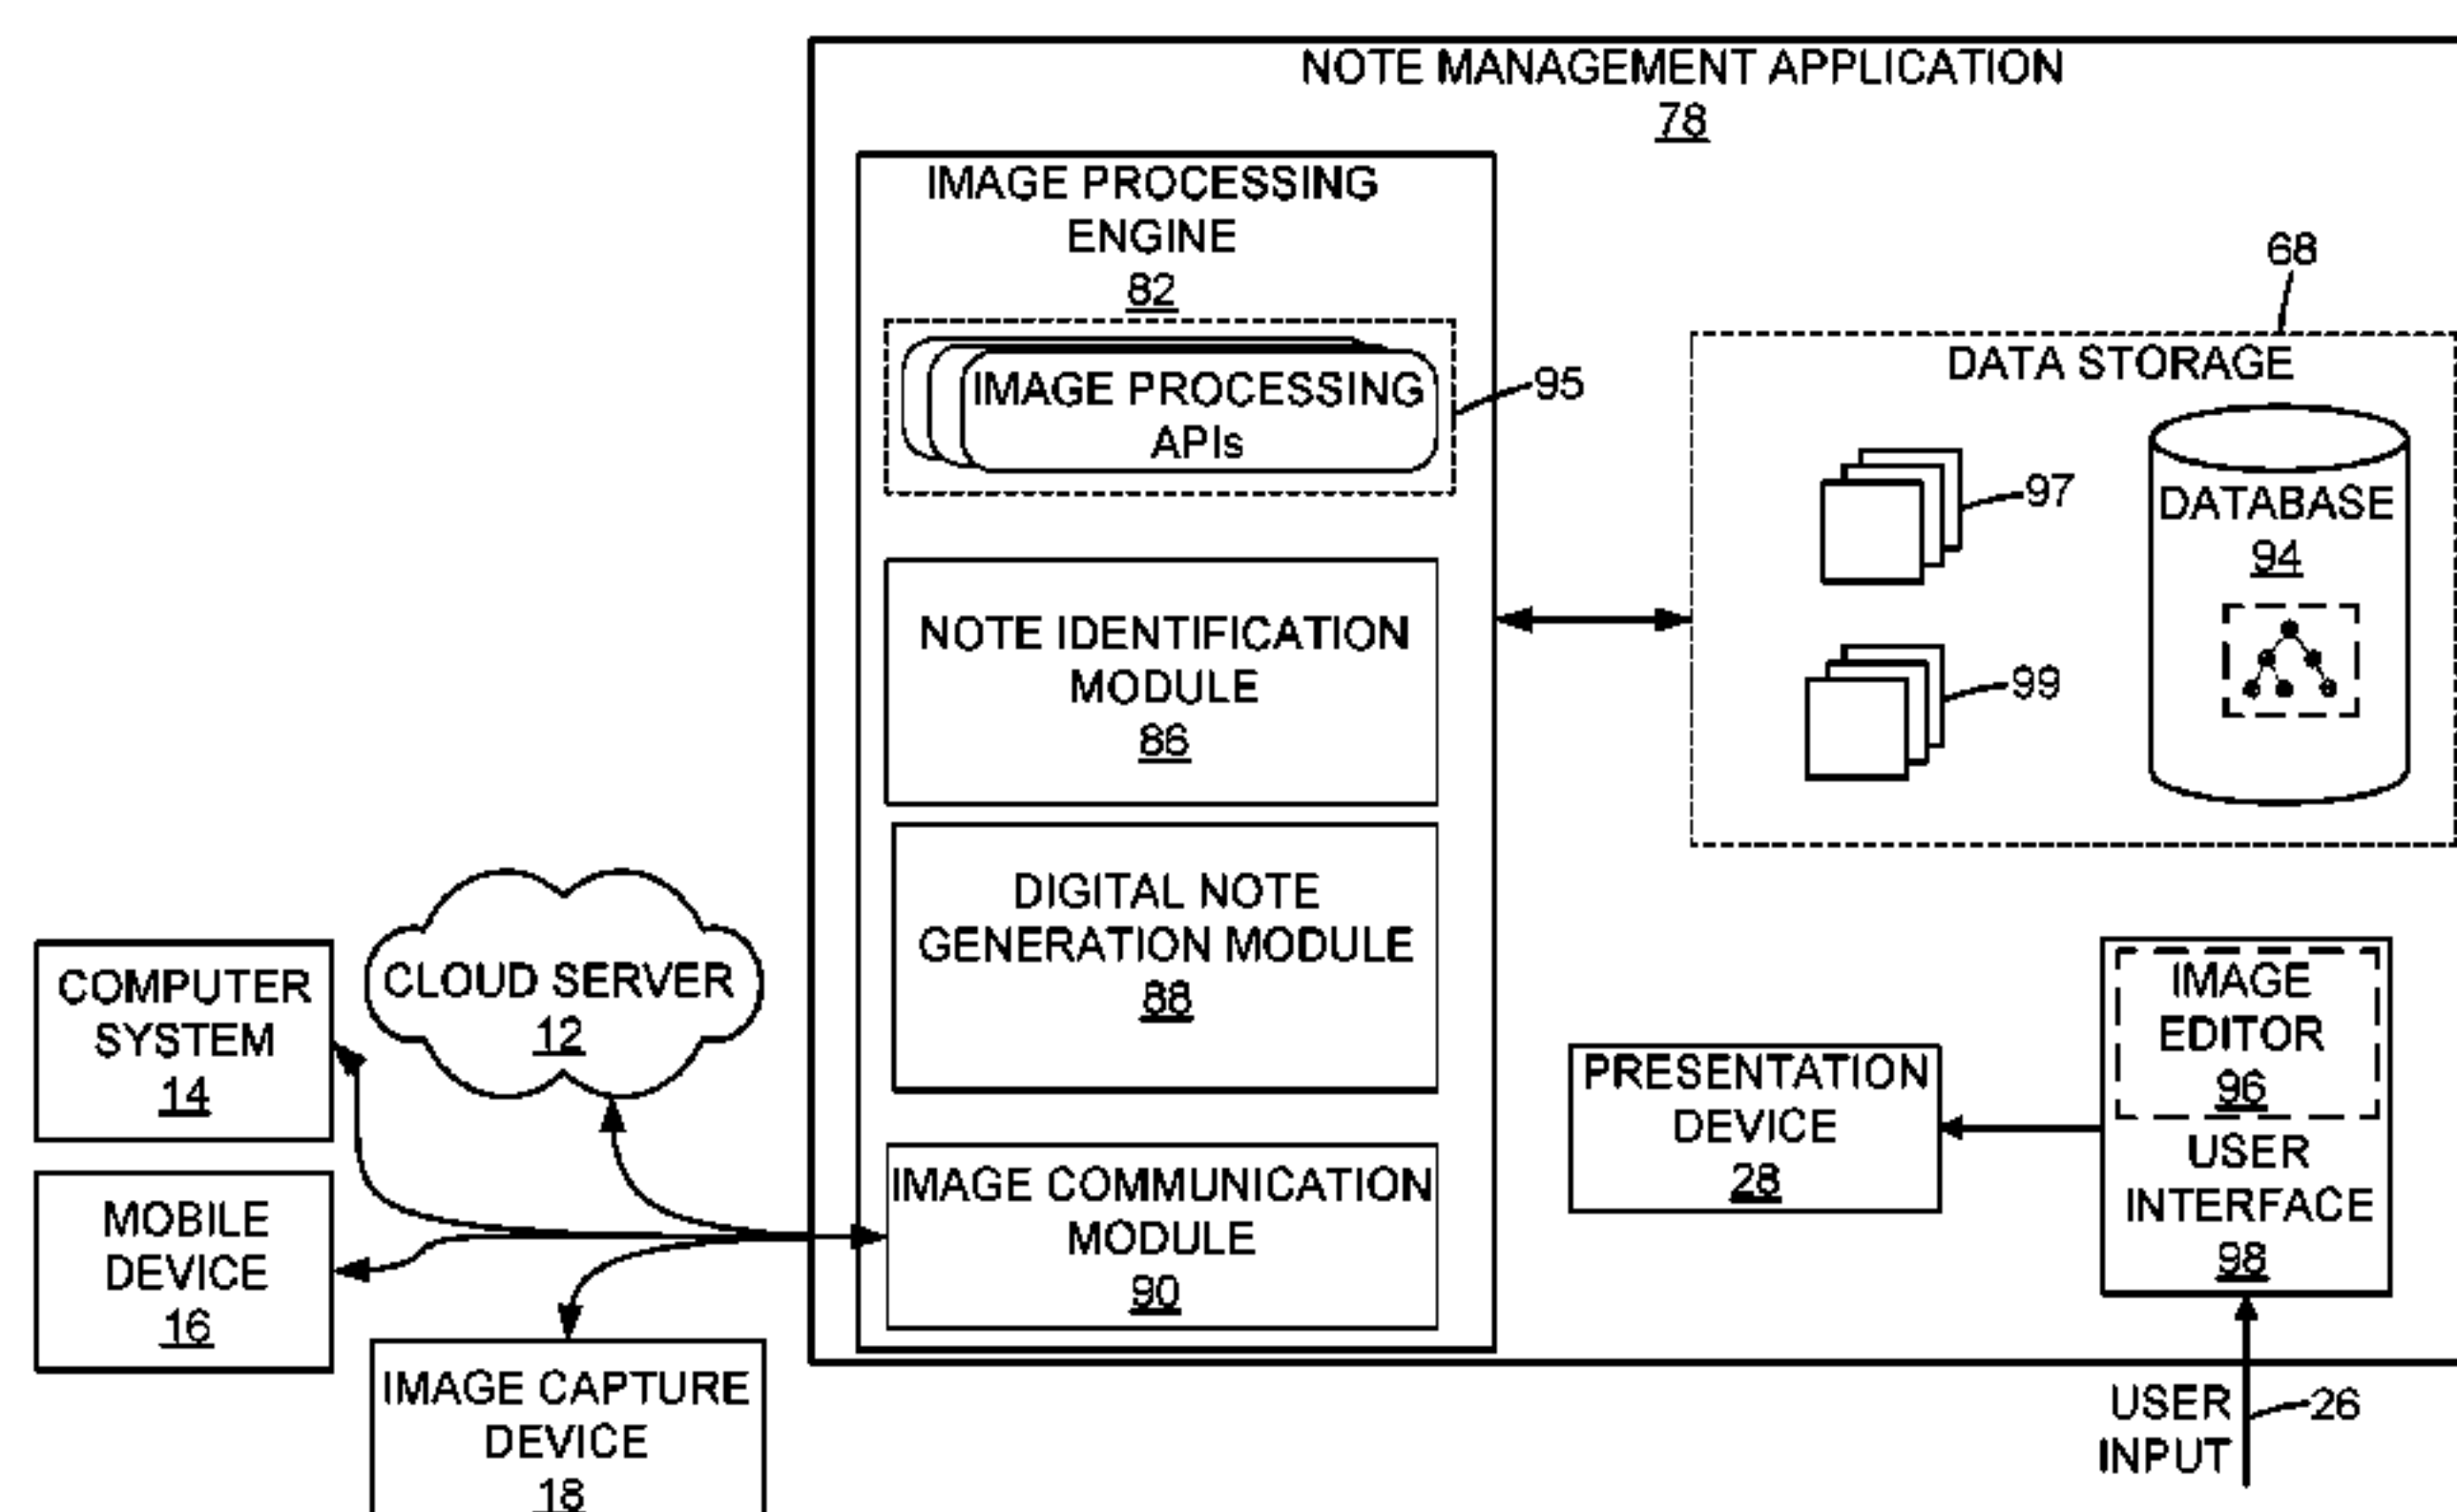 NOTE MANAGEMENT APPLICATION
78
IMAGE PROCESSING
ENGINE
82
IMAGE PROCESSING
APIs
95
NOTE IDENTIFICATION
MODULE
86
DIGITAL NOTE
GENERATION MODULE
88
IMAGE COMMUNICATION
MODULE
90
68
DATA STORAGE
97
99
DATABASE
94
COMPUTER
SYSTEM
14
CLOUD SERVER
12
MOBILE
DEVICE
16
IMAGE CAPTURE
DEVICE
18
PRESENTATION
DEVICE
28
IMAGE
EDITOR
96
USER
INTERFACE
98
USER
INPUT
26